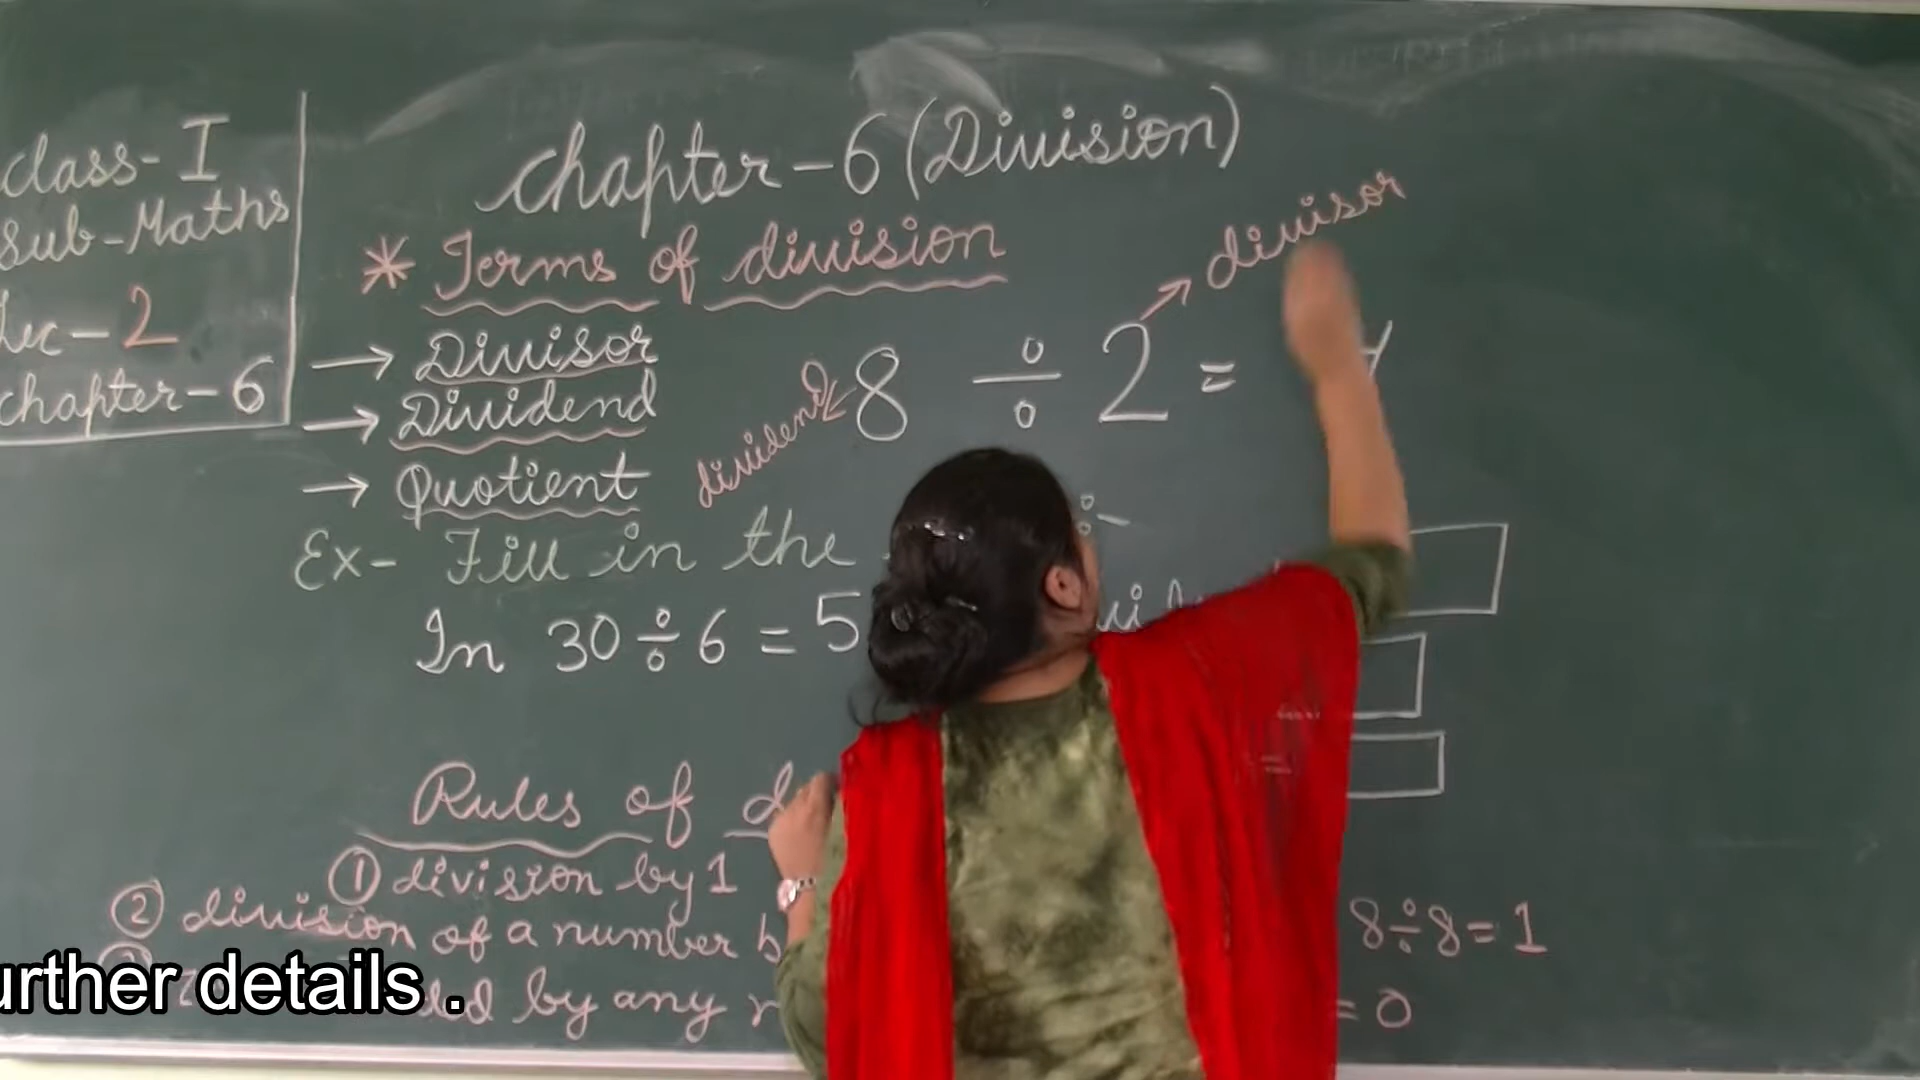 class-I
Sub-Maths
Lec-2
chapter-6
chapter-6 (Division)
* Terms of division
→ Divisor
→ Dividend
→ Quotient
8 ÷ 2 =
dividend
divisor
Ex- Fill in the :-
In 30÷6=5
=
Rules of
① division by 1
② division of a number
8÷8=1
by any
=0
urther details .